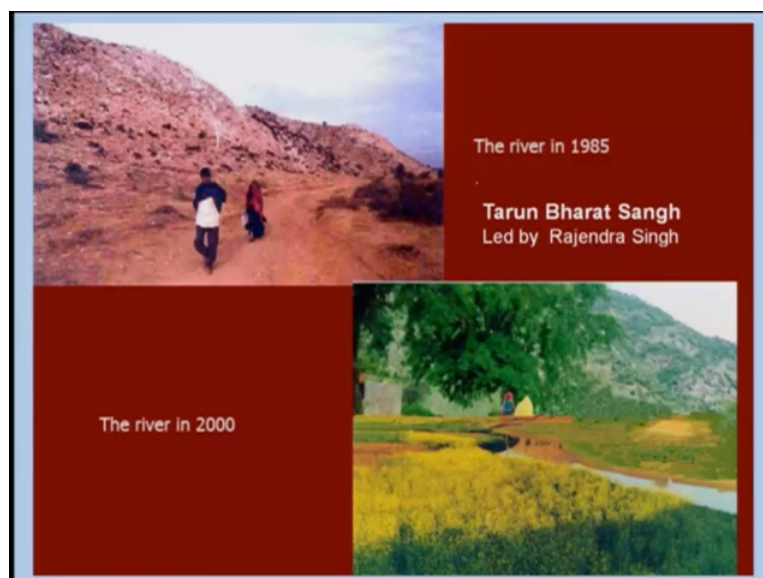 The river in 1985
Tarun Bharat Sangh
Led by Rajendra Singh
The river in 2000